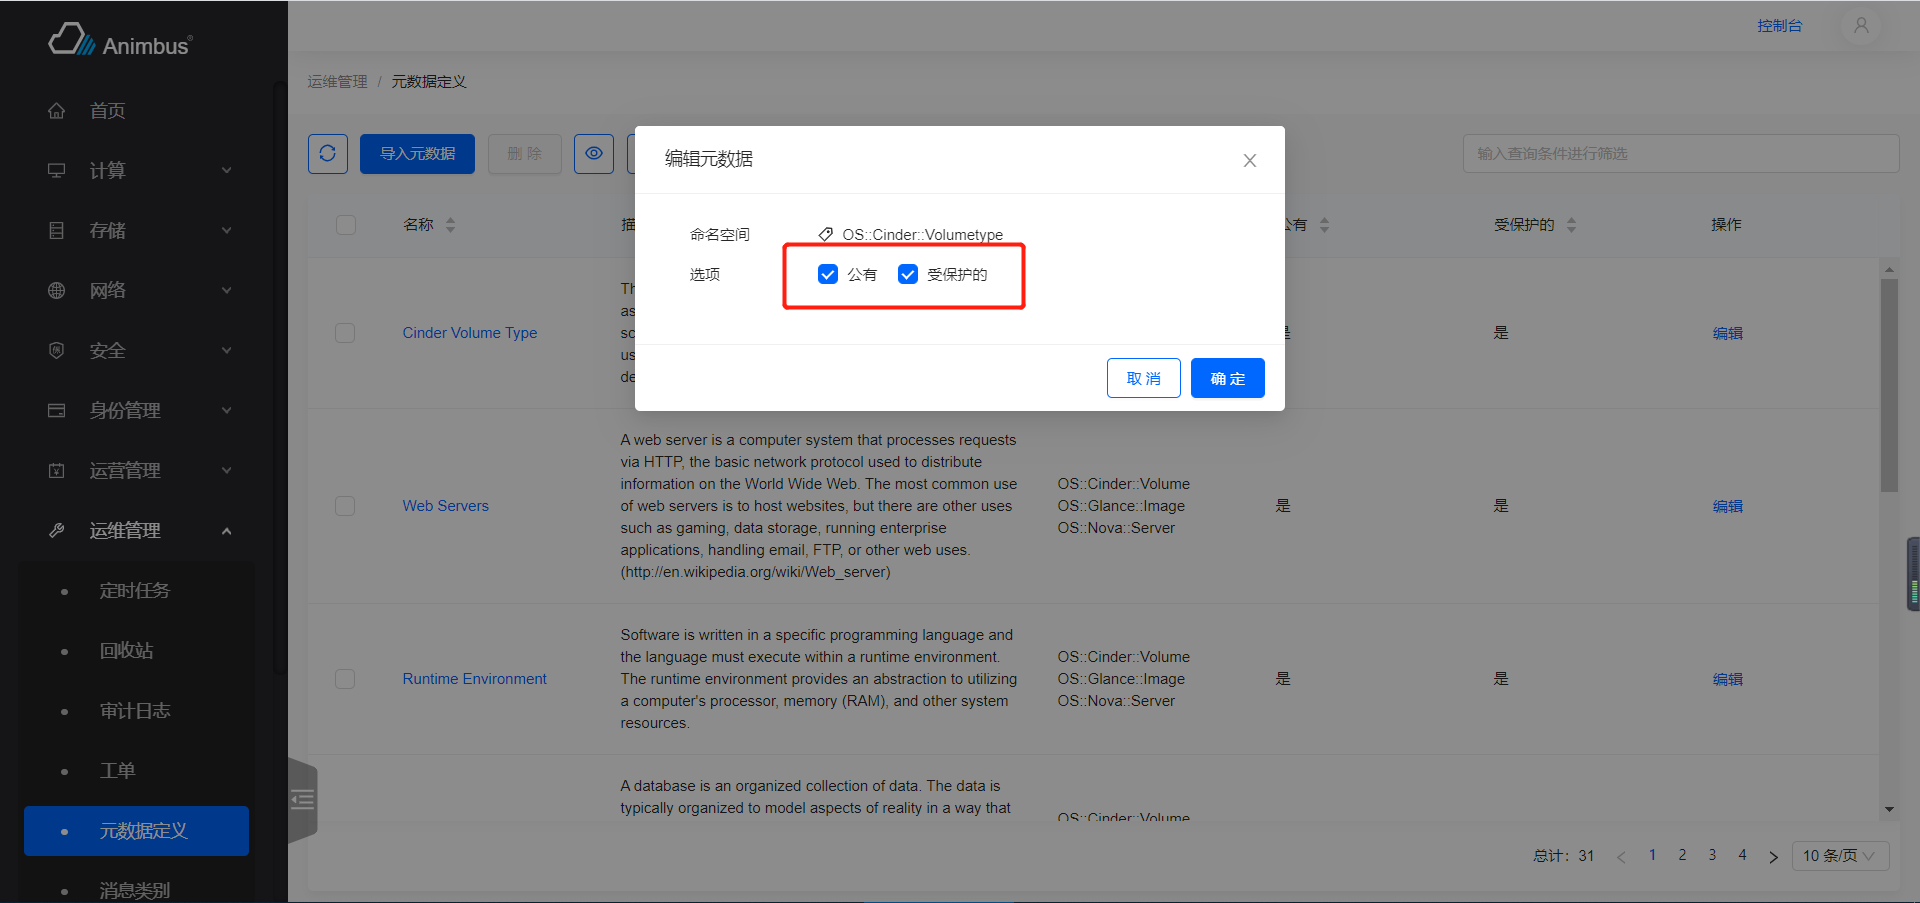 Animbus®
控制台
首页
计算
存储
网络
安全
身份管理
运营管理
运维管理
定时任务
回收站
审计日志
工单
元数据定义
消息类别
运维管理 / 元数据定义
导入元数据
删 除
输入查询条件进行筛选
名称
公有
受保护的
操作
编辑元数据
命名空间
OS::Cinder::Volumetype
选项
公有
受保护的
取 消
确 定
Cinder Volume Type
Th
as
sc
us
de
是
是
编辑
Web Servers
A web server is a computer system that processes requests
via HTTP, the basic network protocol used to distribute
information on the World Wide Web. The most common use
of web servers is to host websites, but there are other uses
such as gaming, data storage, running enterprise
applications, handling email, FTP, or other web uses.
(http://en.wikipedia.org/wiki/Web_server)
OS::Cinder::Volume
OS::Glance::Image
OS::Nova::Server
是
是
编辑
Runtime Environment
Software is written in a specific programming language and
the language must execute within a runtime environment.
The runtime environment provides an abstraction to utilizing
a computer's processor, memory (RAM), and other system
resources.
OS::Cinder::Volume
OS::Glance::Image
OS::Nova::Server
是
是
编辑
A database is an organized collection of data. The data is
typically organized to model aspects of reality in a way that
OS::Cinder::Volume
总计：31
1 2 3 4
10 条/页